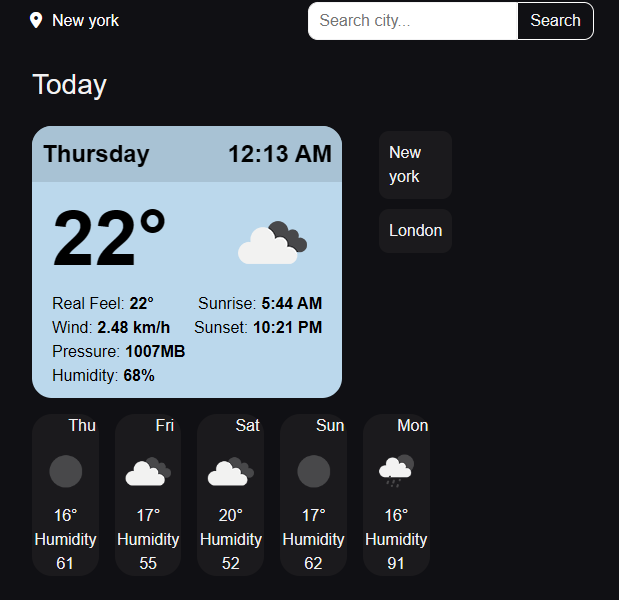 New york
Search city...
Search
Today
Thursday 12:13 AM
22°
Real Feel: 22° Sunrise: 5:44 AM
Wind: 2.48 km/h Sunset: 10:21 PM
Pressure: 1007MB
Humidity: 68%
New
york
London
Thu Fri Sat Sun Mon
16° 17° 20° 17° 16°
Humidity Humidity Humidity Humidity Humidity
61 55 52 62 91